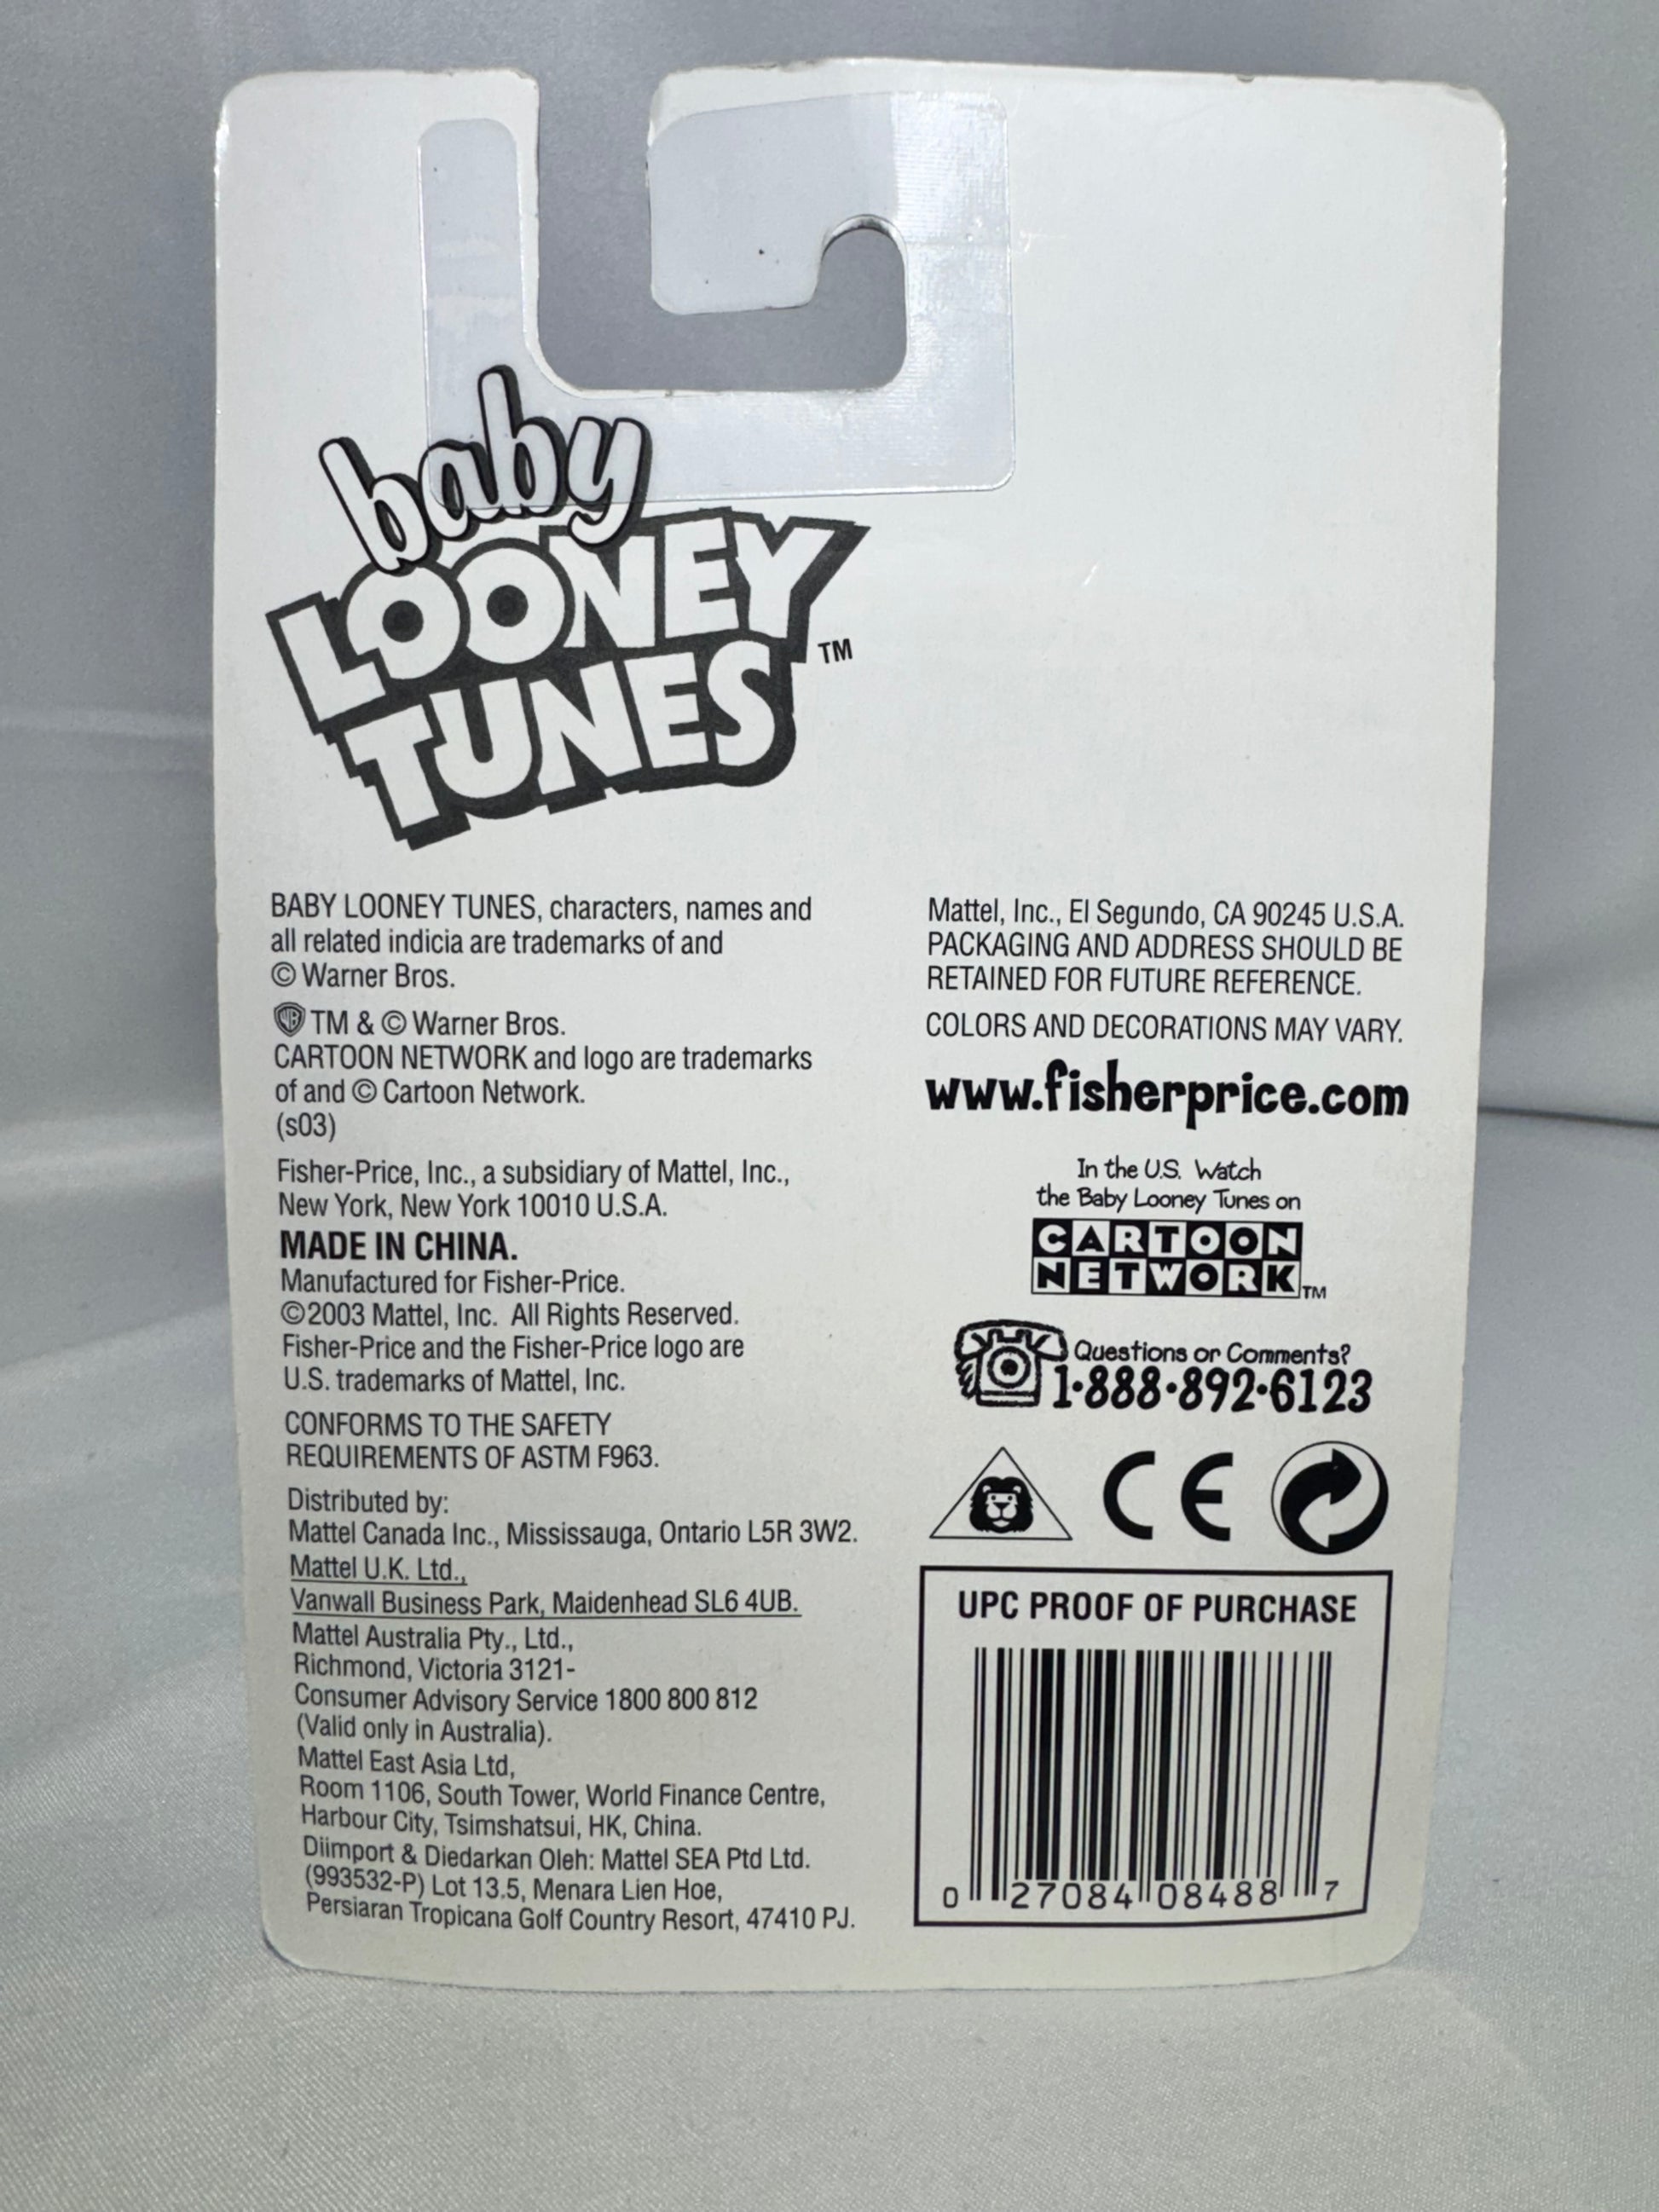 baby
LOONEY
TUNES™
BABY LOONEY TUNES, characters, names and
all related indicia are trademarks of and
© Warner Bros.
WB TM & © Warner Bros.
CARTOON NETWORK and logo are trademarks
of and © Cartoon Network.
(s03)
Fisher-Price, Inc., a subsidiary of Mattel, Inc.,
New York, New York 10010 U.S.A.
MADE IN CHINA.
Manufactured for Fisher-Price.
©2003 Mattel, Inc. All Rights Reserved.
Fisher-Price and the Fisher-Price logo are
U.S. trademarks of Mattel, Inc.
CONFORMS TO THE SAFETY
REQUIREMENTS OF ASTM F963.
Distributed by:
Mattel Canada Inc., Mississauga, Ontario L5R 3W2.
Mattel U.K. Ltd.,
Vanwall Business Park, Maidenhead SL6 4UB.
Mattel Australia Pty., Ltd.,
Richmond, Victoria 3121-
Consumer Advisory Service 1800 800 812
(Valid only in Australia).
Mattel East Asia Ltd,
Room 1106, South Tower, World Finance Centre,
Harbour City, Tsimshatsui, HK, China.
Diimport & Diedarkan Oleh: Mattel SEA Ptd Ltd.
(993532-P) Lot 13.5, Menara Lien Hoe,
Persiaran Tropicana Golf Country Resort, 47410 PJ.
Mattel, Inc., El Segundo, CA 90245 U.S.A.
PACKAGING AND ADDRESS SHOULD BE
RETAINED FOR FUTURE REFERENCE.
COLORS AND DECORATIONS MAY VARY.
www.fisherprice.com
In the U.S. Watch
the Baby Looney Tunes on
CARTOON
NETWORK™
Questions or Comments?
1·888·892·6123
CE
UPC PROOF OF PURCHASE
0 27084 08488 7